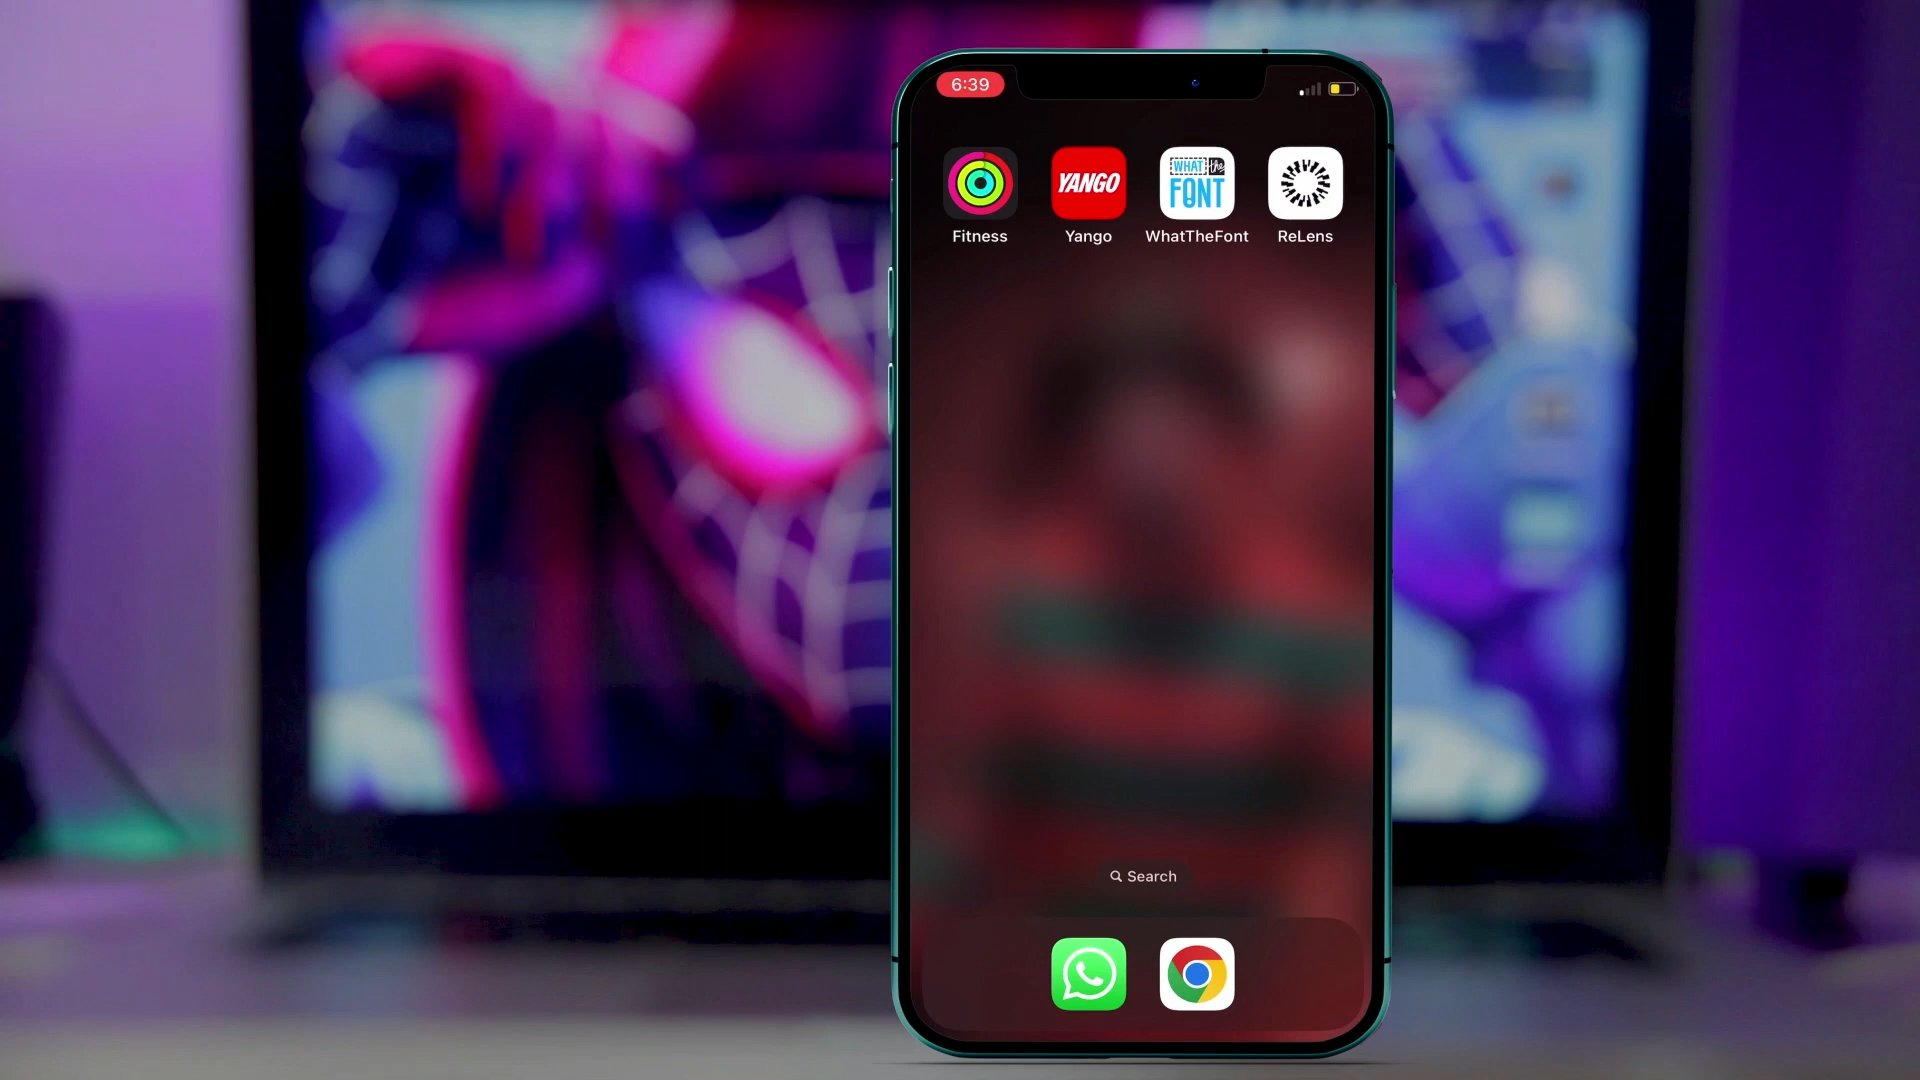 6:39
YANGO
WHAT the
FONT
Fitness
Yango
WhatTheFont
ReLens
Search